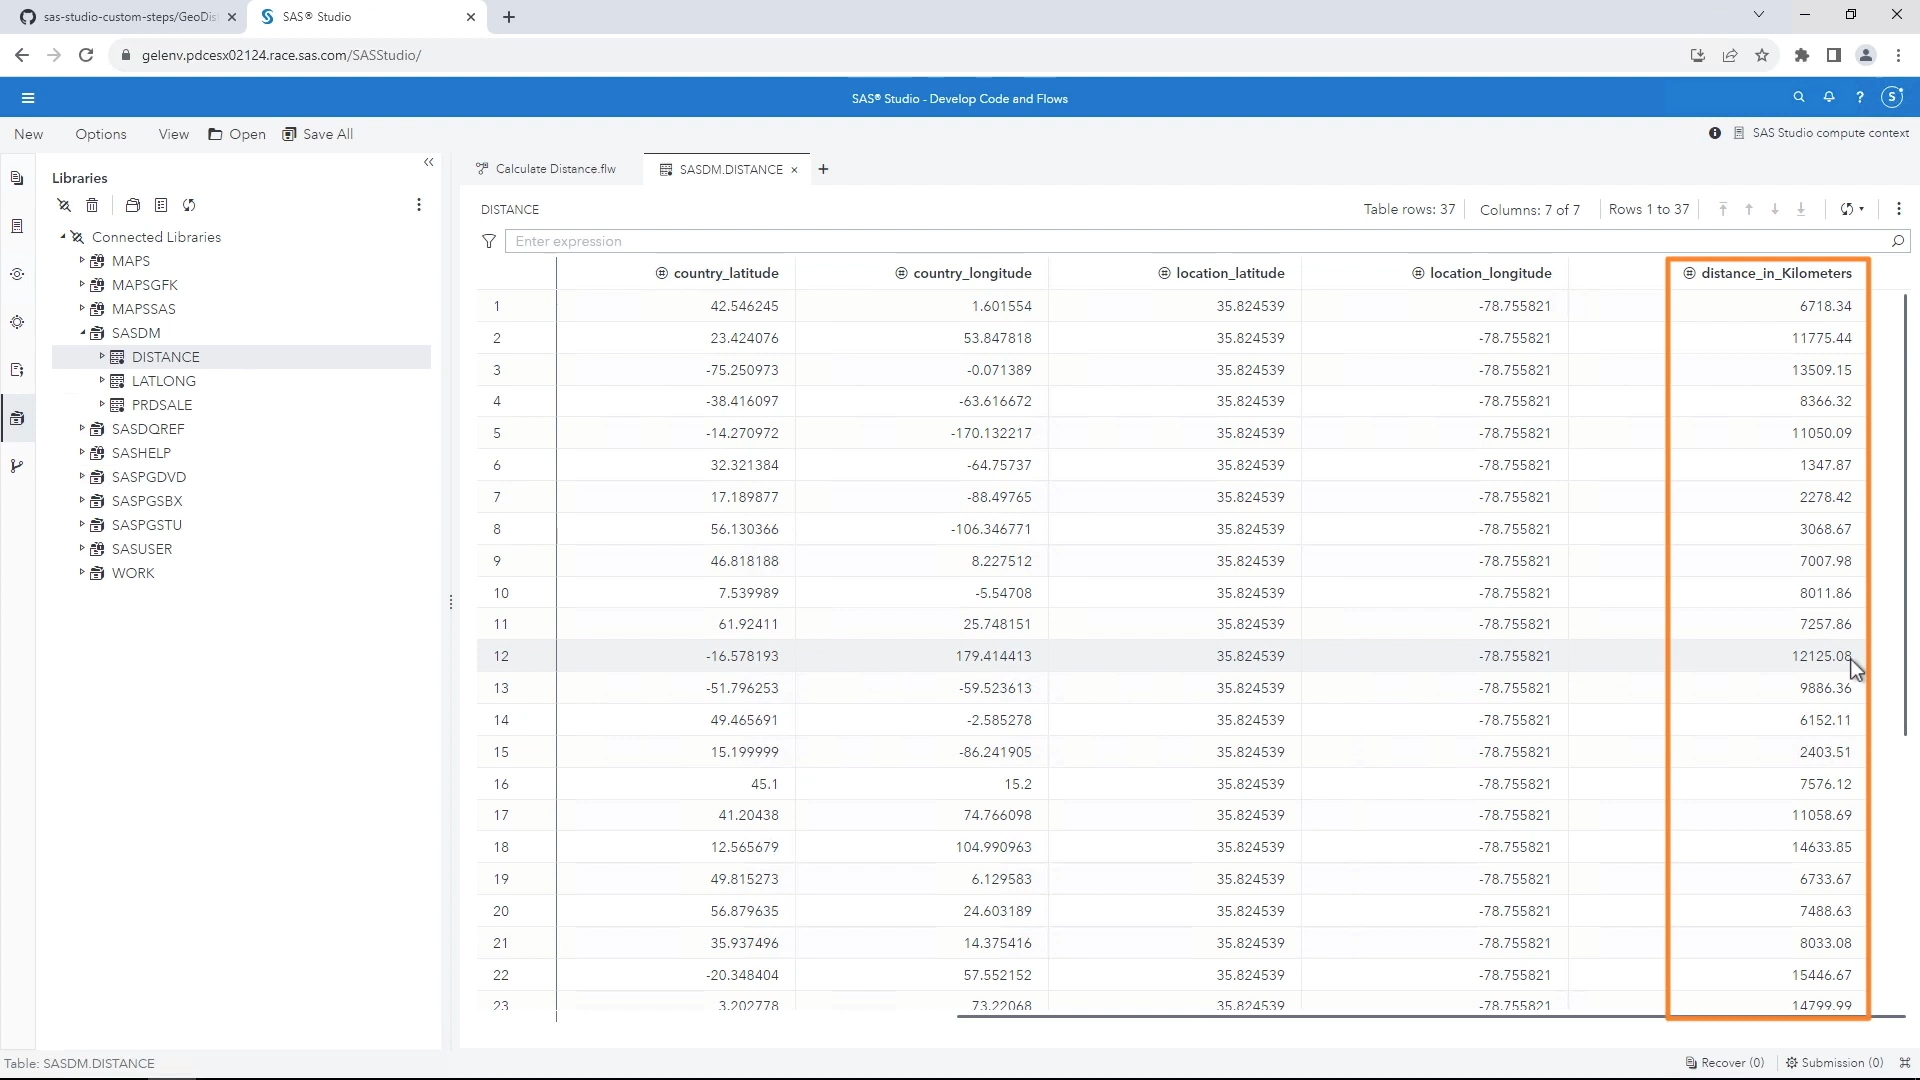 sas-studio-custom-steps/GeoDis
SAS® Studio
gelenv.pdcesx02124.race.sas.com/SASStudio/
SAS® Studio - Develop Code and Flows
New Options View Open Save All
SAS Studio compute context
Libraries
Connected Libraries
MAPS
MAPSGFK
MAPSSAS
SASDM
DISTANCE
LATLONG
PRDSALE
SASDQREF
SASHELP
SASPGDVD
SASPGSBX
SASPGSTU
SASUSER
WORK
Calculate Distance.flw
SASDM.DISTANCE
DISTANCE
Table rows: 37 Columns: 7 of 7 Rows 1 to 37
Enter expression
country_latitude country_longitude location_latitude location_longitude distance_in_Kilometers
1 42.546245 1.601554 35.824539 -78.755821 6718.34
2 23.424076 53.847818 35.824539 -78.755821 11775.44
3 -75.250973 -0.071389 35.824539 -78.755821 13509.15
4 -38.416097 -63.616672 35.824539 -78.755821 8366.32
5 -14.270972 -170.132217 35.824539 -78.755821 11050.09
6 32.321384 -64.75737 35.824539 -78.755821 1347.87
7 17.189877 -88.49765 35.824539 -78.755821 2278.42
8 56.130366 -106.346771 35.824539 -78.755821 3068.67
9 46.818188 8.227512 35.824539 -78.755821 7007.98
10 7.539989 -5.54708 35.824539 -78.755821 8011.86
11 61.92411 25.748151 35.824539 -78.755821 7257.86
12 -16.578193 179.414413 35.824539 -78.755821 12125.08
13 -51.796253 -59.523613 35.824539 -78.755821 9886.36
14 49.465691 -2.585278 35.824539 -78.755821 6152.11
15 15.199999 -86.241905 35.824539 -78.755821 2403.51
16 45.1 15.2 35.824539 -78.755821 7576.12
17 41.20438 74.766098 35.824539 -78.755821 11058.69
18 12.565679 104.990963 35.824539 -78.755821 14633.85
19 49.815273 6.129583 35.824539 -78.755821 6733.67
20 56.879635 24.603189 35.824539 -78.755821 7488.63
21 35.937496 14.375416 35.824539 -78.755821 8033.08
22 -20.348404 57.552152 35.824539 -78.755821 15446.67
23 3.202778 73.22068 35.824539 -78.755821 14799.99
Table: SASDM.DISTANCE
Recover (0) Submission (0)